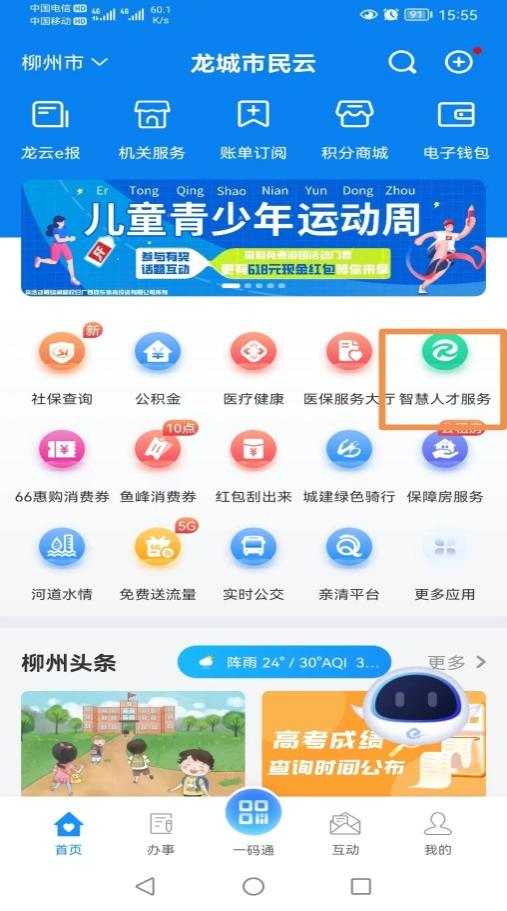 中国电信 HD 4G 4G 60.1 K/s 91 15:55
中国移动 HD
柳州市 龙城市民云
龙云e报 机关服务 账单订阅 积分商城 电子钱包
Er Tong Qing Shao Nian Yun Dong Zhou
儿童青少年运动周
参与有奖
话题互动
更有618元现金红包等你来拿
新
社保查询 公积金 医疗健康 医保服务大厅 智慧人才服务
10点 公租房
66惠购消费券 鱼峰消费券 红包刮出来 城建绿色骑行 保障房服务
5G
河道水情 免费送流量 实时公交 亲清平台 更多应用
柳州头条 阵雨 24° / 30°AQI 3... 更多
高考成绩
查询时间公布
首页 办事 一码通 互动 我的